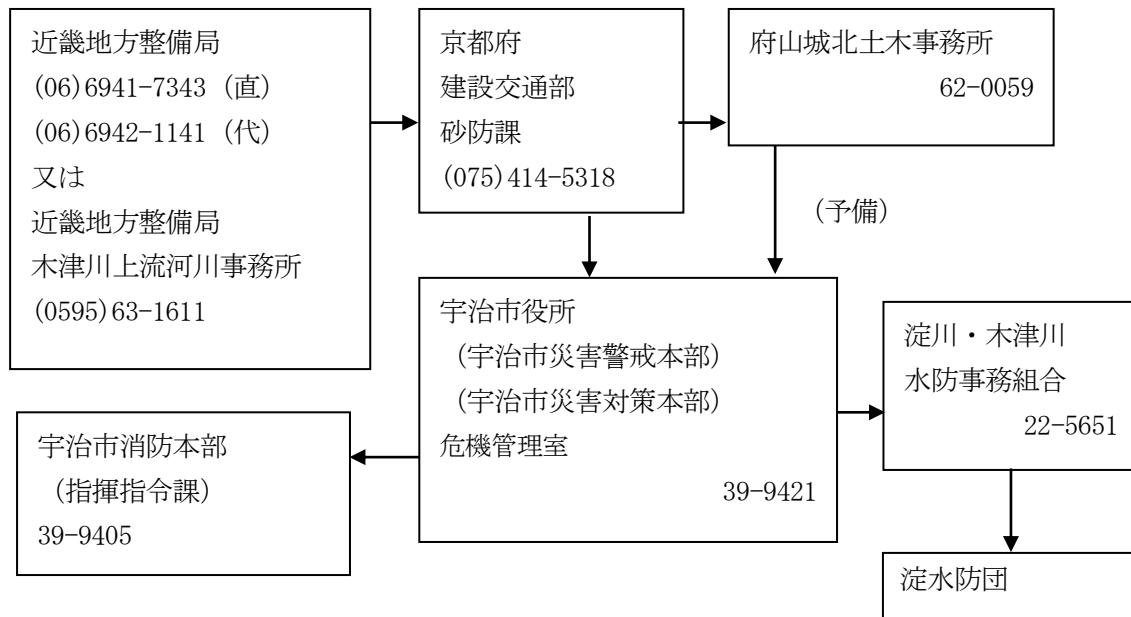 近畿地方整備局
(06)6941-7343（直）
(06)6942-1141（代）
又は
近畿地方整備局
木津川上流河川事務所
(0595)63-1611
京都府
建設交通部
砂防課
(075)414-5318
府山城北土木事務所
62-0059
（予備）
宇治市役所
（宇治市災害警戒本部）
（宇治市災害対策本部）
危機管理室
39-9421
淀川・木津川
水防事務組合
22-5651
宇治市消防本部
（指揮指令課）
39-9405
淀水防団